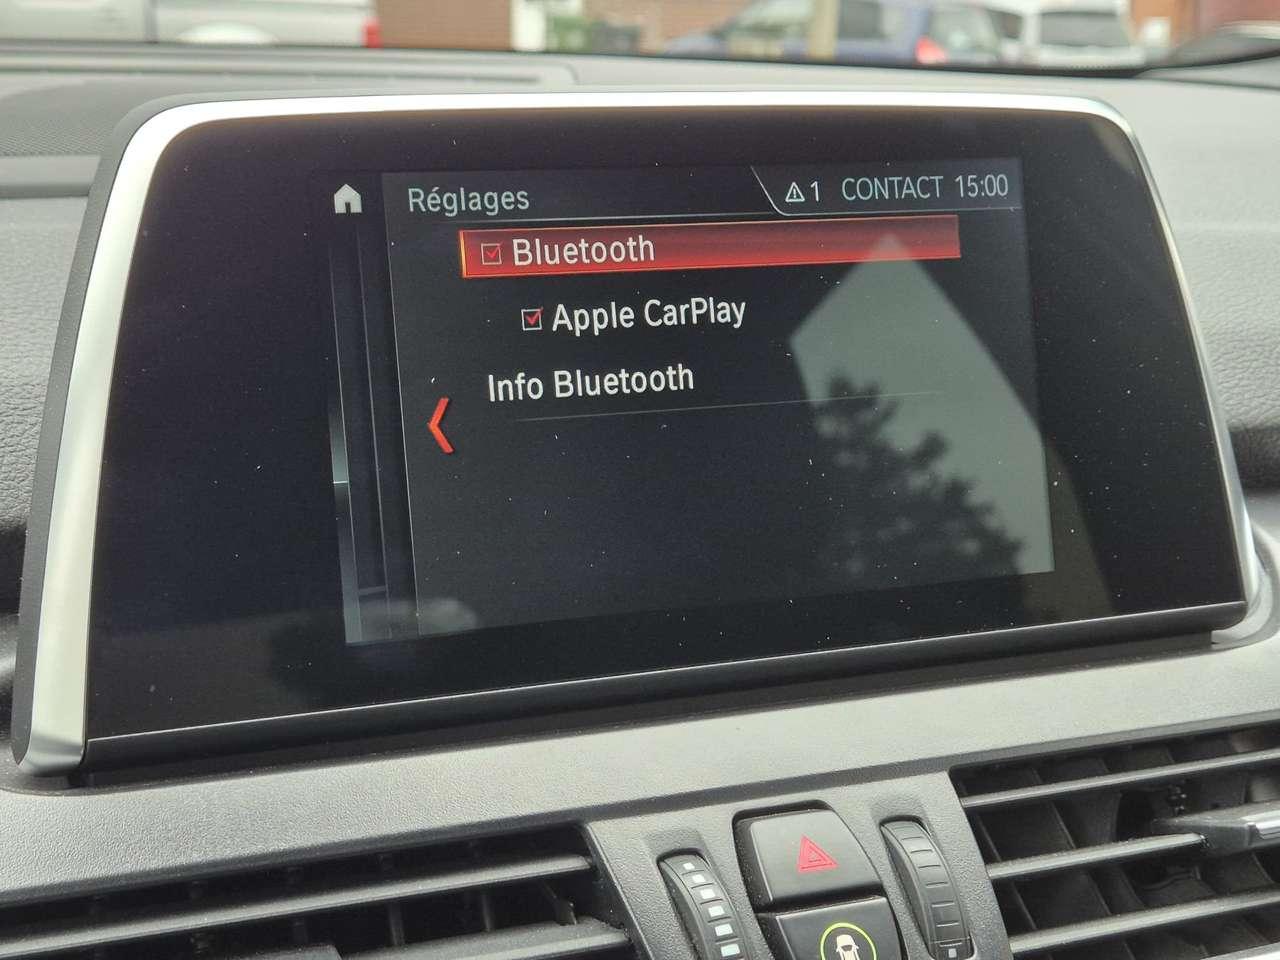 Réglages
1 CONTACT 15:00
Bluetooth
Apple CarPlay
Info Bluetooth